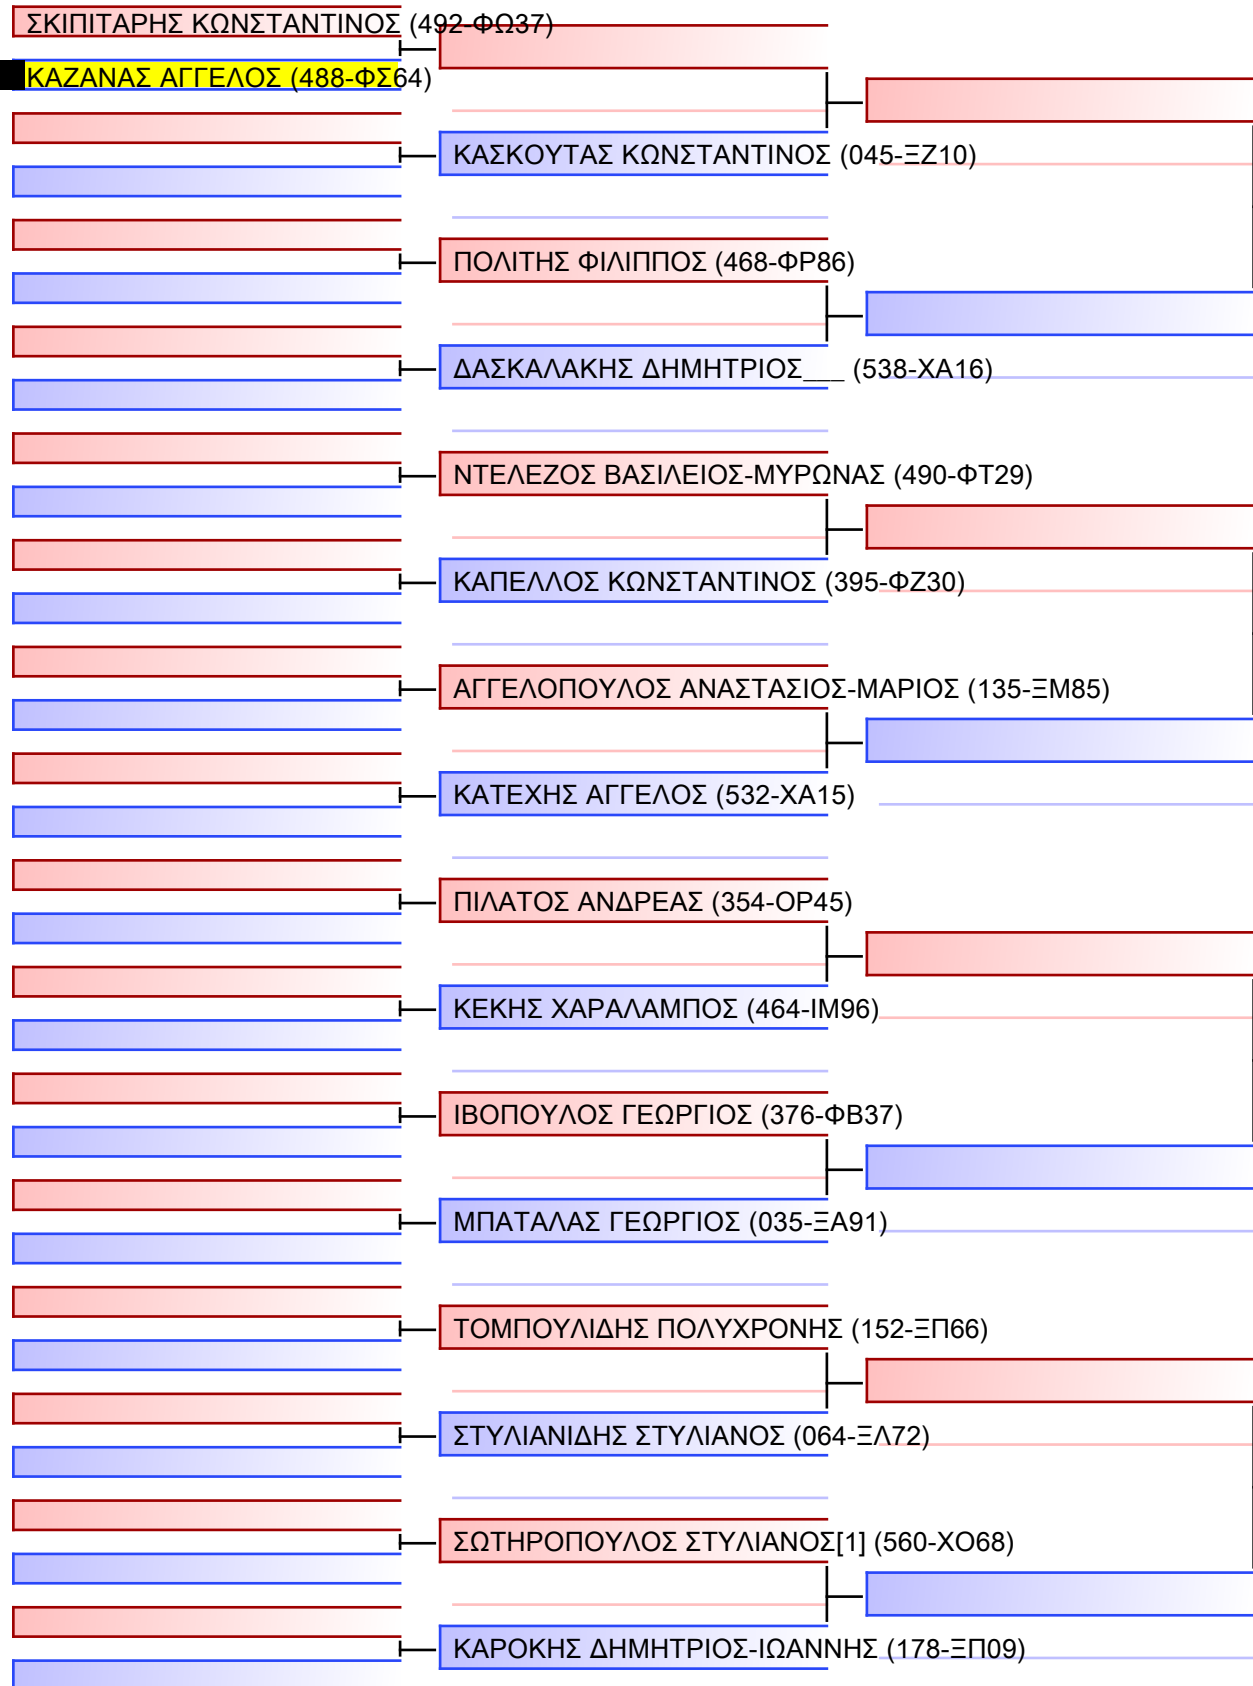 ΣΚΙΠΙΤΑΡΗΣ ΚΩΝΣΤΑΝΤΙΝΟΣ (492-ΦΩ37)
ΚΑΖΑΝΑΣ ΑΓΓΕΛΟΣ (488-ΦΣ64)
ΚΑΣΚΟΥΤΑΣ ΚΩΝΣΤΑΝΤΙΝΟΣ (045-ΞΖ10)
ΠΟΛΙΤΗΣ ΦΙΛΙΠΠΟΣ (468-ΦΡ86)
ΔΑΣΚΑΛΑΚΗΣ ΔΗΜΗΤΡΙΟΣ___ (538-ΧΑ16)
ΝΤΕΛΕΖΟΣ ΒΑΣΙΛΕΙΟΣ-ΜΥΡΩΝΑΣ (490-ΦΤ29)
ΚΑΠΕΛΛΟΣ ΚΩΝΣΤΑΝΤΙΝΟΣ (395-ΦΖ30)
ΑΓΓΕΛΟΠΟΥΛΟΣ ΑΝΑΣΤΑΣΙΟΣ-ΜΑΡΙΟΣ (135-ΞΜ85)
ΚΑΤΕΧΗΣ ΑΓΓΕΛΟΣ (532-ΧΑ15)
ΠΙΛΑΤΟΣ ΑΝΔΡΕΑΣ (354-ΟΡ45)
ΚΕΚΗΣ ΧΑΡΑΛΑΜΠΟΣ (464-ΙΜ96)
ΙΒΟΠΟΥΛΟΣ ΓΕΩΡΓΙΟΣ (376-ΦΒ37)
ΜΠΑΤΑΛΑΣ ΓΕΩΡΓΙΟΣ (035-ΞΑ91)
ΤΟΜΠΟΥΛΙΔΗΣ ΠΟΛΥΧΡΟΝΗΣ (152-ΞΠ66)
ΣΤΥΛΙΑΝΙΔΗΣ ΣΤΥΛΙΑΝΟΣ (064-ΞΛ72)
ΣΩΤΗΡΟΠΟΥΛΟΣ ΣΤΥΛΙΑΝΟΣ[1] (560-ΧΟ68)
ΚΑΡΟΚΗΣ ΔΗΜΗΤΡΙΟΣ-ΙΩΑΝΝΗΣ (178-ΞΠ09)